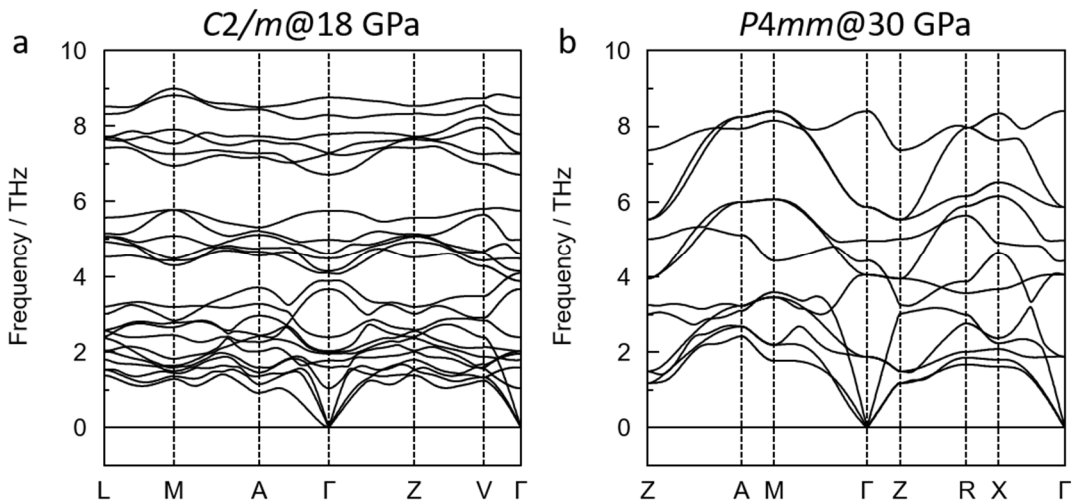 a
C2/m@18 GPa
10
8
6
4
2
0
Frequency / THz
L M A Γ Z V Γ
b
P4mm@30 GPa
10
8
6
4
2
0
Frequency / THz
Z A M Γ Z R X Γ